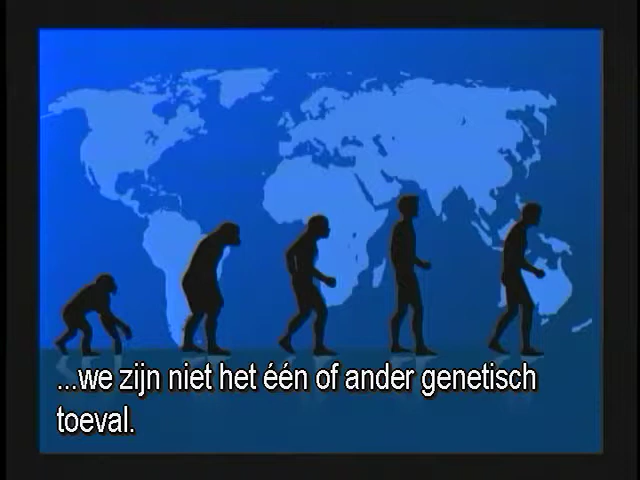 ...we zijn niet het één of ander genetisch
toeval.